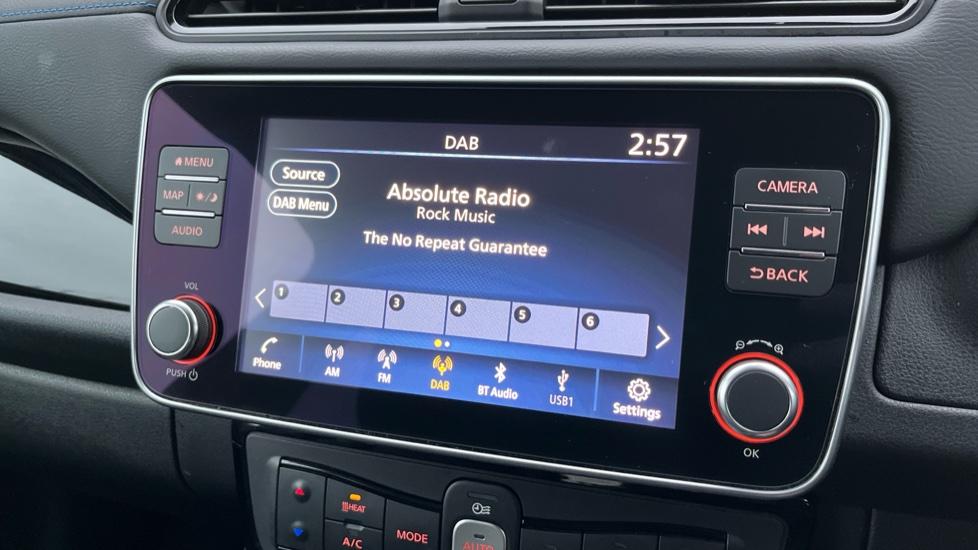 DAB
2:57
Source
DAB Menu
Absolute Radio
Rock Music
The No Repeat Guarantee
1 2 3 4 5 6
Phone AM FM DAB BT Audio USB1 Settings
MENU
MAP
AUDIO
VOL
PUSH
CAMERA
BACK
OK
HEAT
A/C
MODE
AUTO